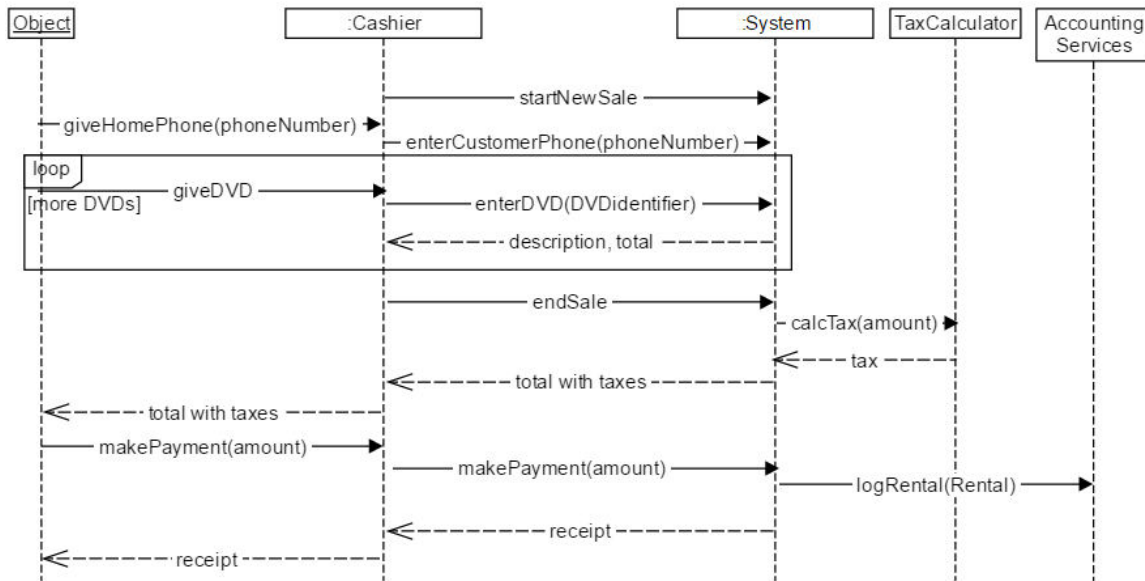 Object
:Cashier
:System
TaxCalculator
Accounting
Services
startNewSale
giveHomePhone(phoneNumber)
enterCustomerPhone(phoneNumber)
loop
giveDVD
[more DVDs]
enterDVD(DVDidentifier)
description, total
endSale
calcTax(amount)
tax
total with taxes
total with taxes
makePayment(amount)
makePayment(amount)
logRental(Rental)
receipt
receipt